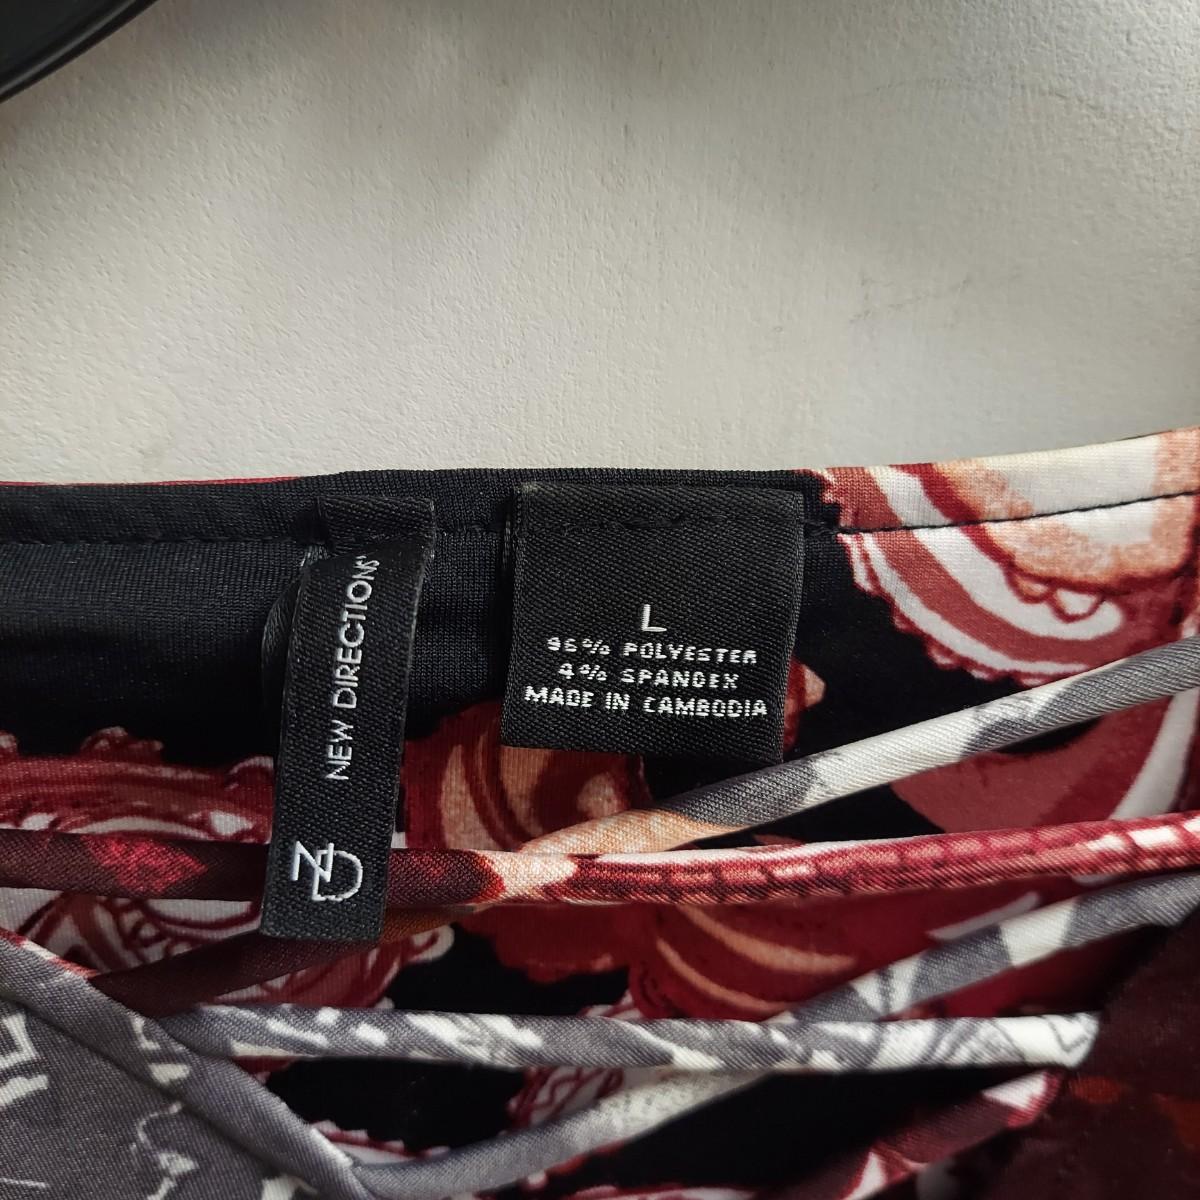 NEW DIRECTIONS®
ND
L
96% POLYESTER
4% SPANDEX
MADE IN CAMBODIA